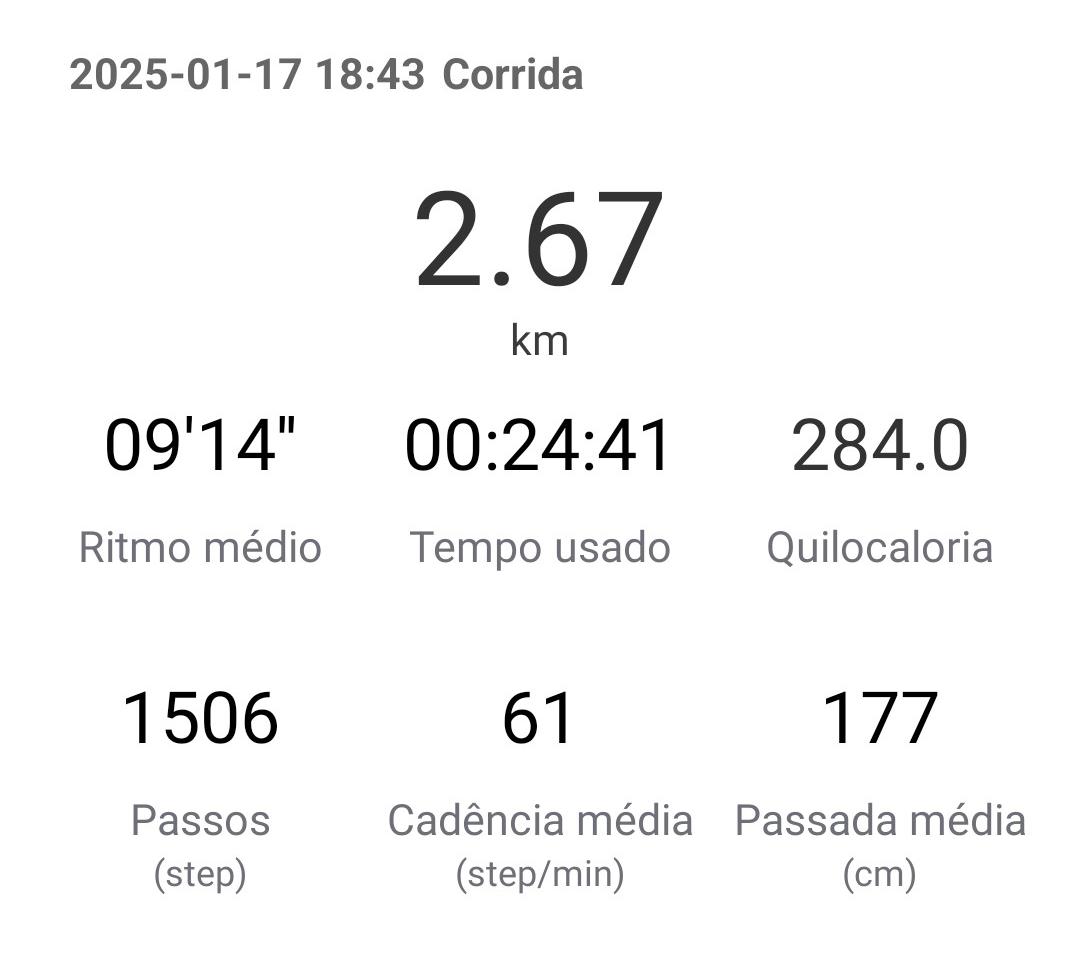 2025-01-17 18:43 Corrida
2.67
km
09'14" 00:24:41 284.0
Ritmo médio Tempo usado Quilocaloria
1506 61 177
Passos Cadência média Passada média
(step) (step/min) (cm)